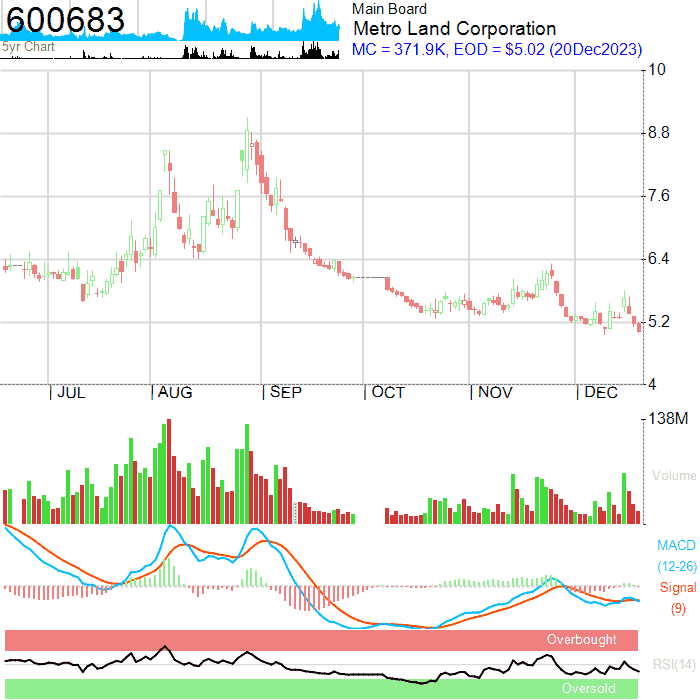 600683
5yr Chart
Main Board
Metro Land Corporation
MC = 371.9K, EOD = $5.02 (20Dec2023)
10
8.8
7.6
6.4
5.2
4
JUL AUG SEP OCT NOV DEC
138M
Volume
MACD
(12-26)
Signal
(9)
Overbought
RSI(14)
Oversold